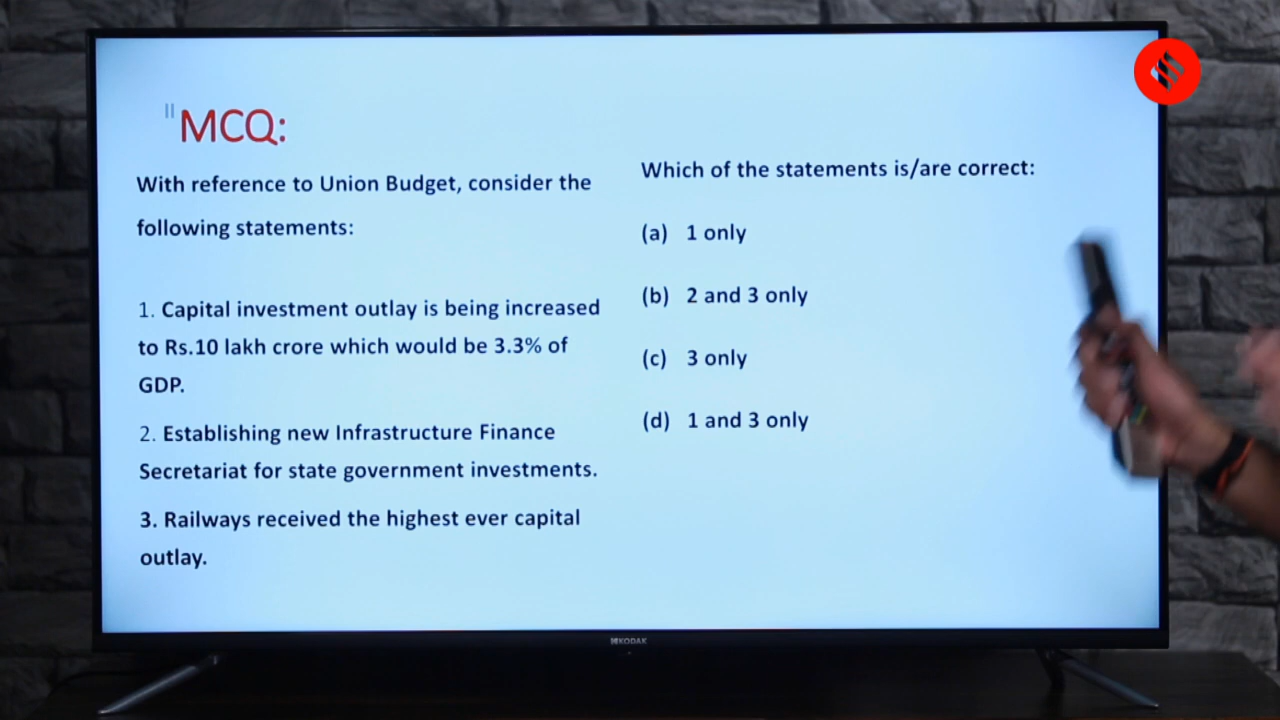 "MCQ:
With reference to Union Budget, consider the
following statements:
1. Capital investment outlay is being increased
to Rs.10 lakh crore which would be 3.3% of
GDP.
2. Establishing new Infrastructure Finance
Secretariat for state government investments.
3. Railways received the highest ever capital
outlay.
Which of the statements is/are correct:
(a) 1 only
(b) 2 and 3 only
(c) 3 only
(d) 1 and 3 only
KODAK